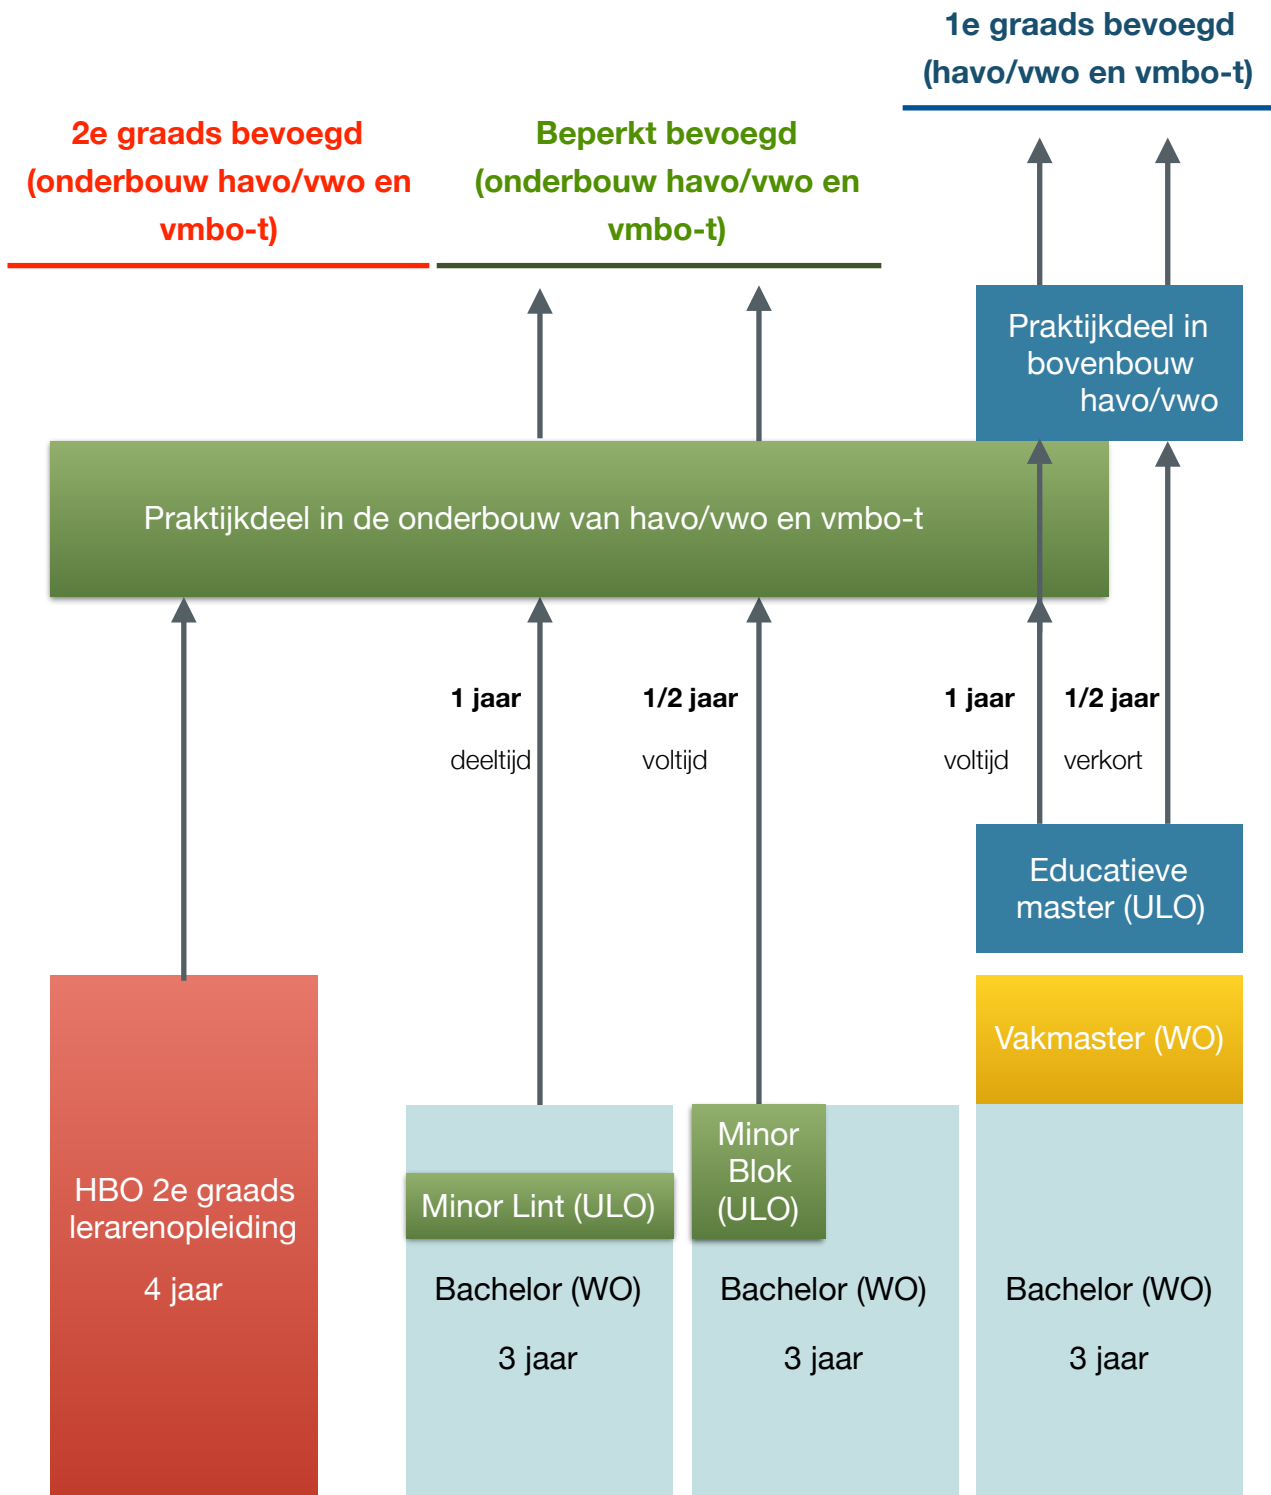 1e graads bevoegd
(havo/vwo en vmbo-t)
2e graads bevoegd
(onderbouw havo/vwo en
vmbo-t)
Beperkt bevoegd
(onderbouw havo/vwo en
vmbo-t)
Praktijkdeel in
bovenbouw
havo/vwo
Praktijkdeel in de onderbouw van havo/vwo en vmbo-t
1 jaar
deeltijd
1/2 jaar
voltijd
1 jaar
voltijd
1/2 jaar
verkort
Educatieve
master (ULO)
Vakmaster (WO)
HBO 2e graads
lerarenopleiding
4 jaar
Minor Lint (ULO)
Bachelor (WO)
3 jaar
Minor
Blok
(ULO)
Bachelor (WO)
3 jaar
Bachelor (WO)
3 jaar